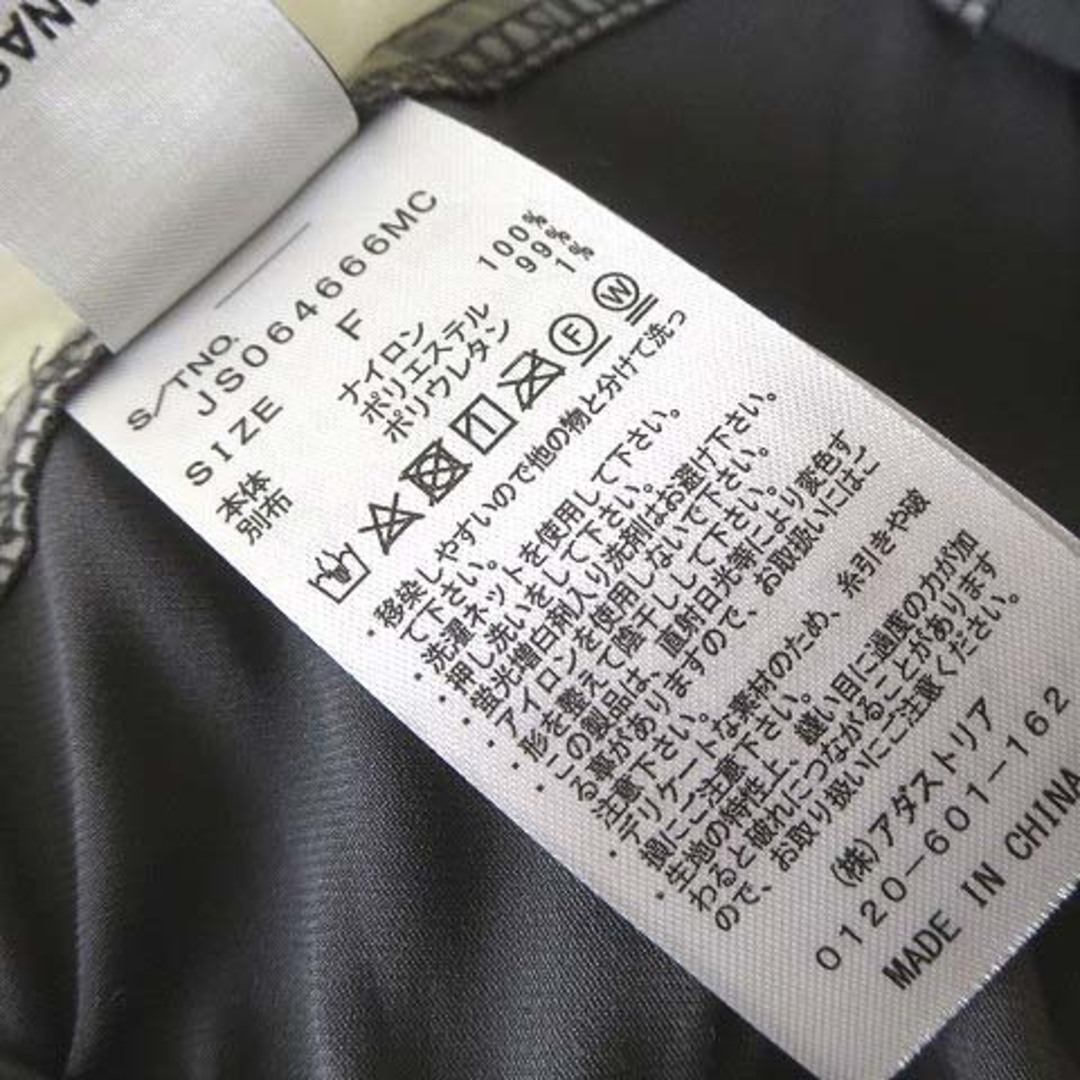 S/TNO.
JS064666MC
SIZE F
本体 ナイロン 100%
別布 ポリエステル 99%
ポリウレタン 1%
F W
・移染しやすいので他の物と分けて洗っ
て下さい。
・洗濯ネットを使用して下さい。
・押し洗いをして下さい。
・蛍光増白剤入り洗剤はお避け下さい。
・アイロンを使用しないで下さい。
・形を整えて陰干しして下さい。
・この製品は、直射日光等により変色す
る事がありますので、お取扱いにはご
注意下さい。
・デリケートな素材のため、糸引きや破
損にご注意下さい。
・生地の特性上、縫い目に過度の力が加
わると破れにつながることがあります
ので、お取り扱いにご注意ください。
(株)アダストリア
0120-601-162
MADE IN CHINA